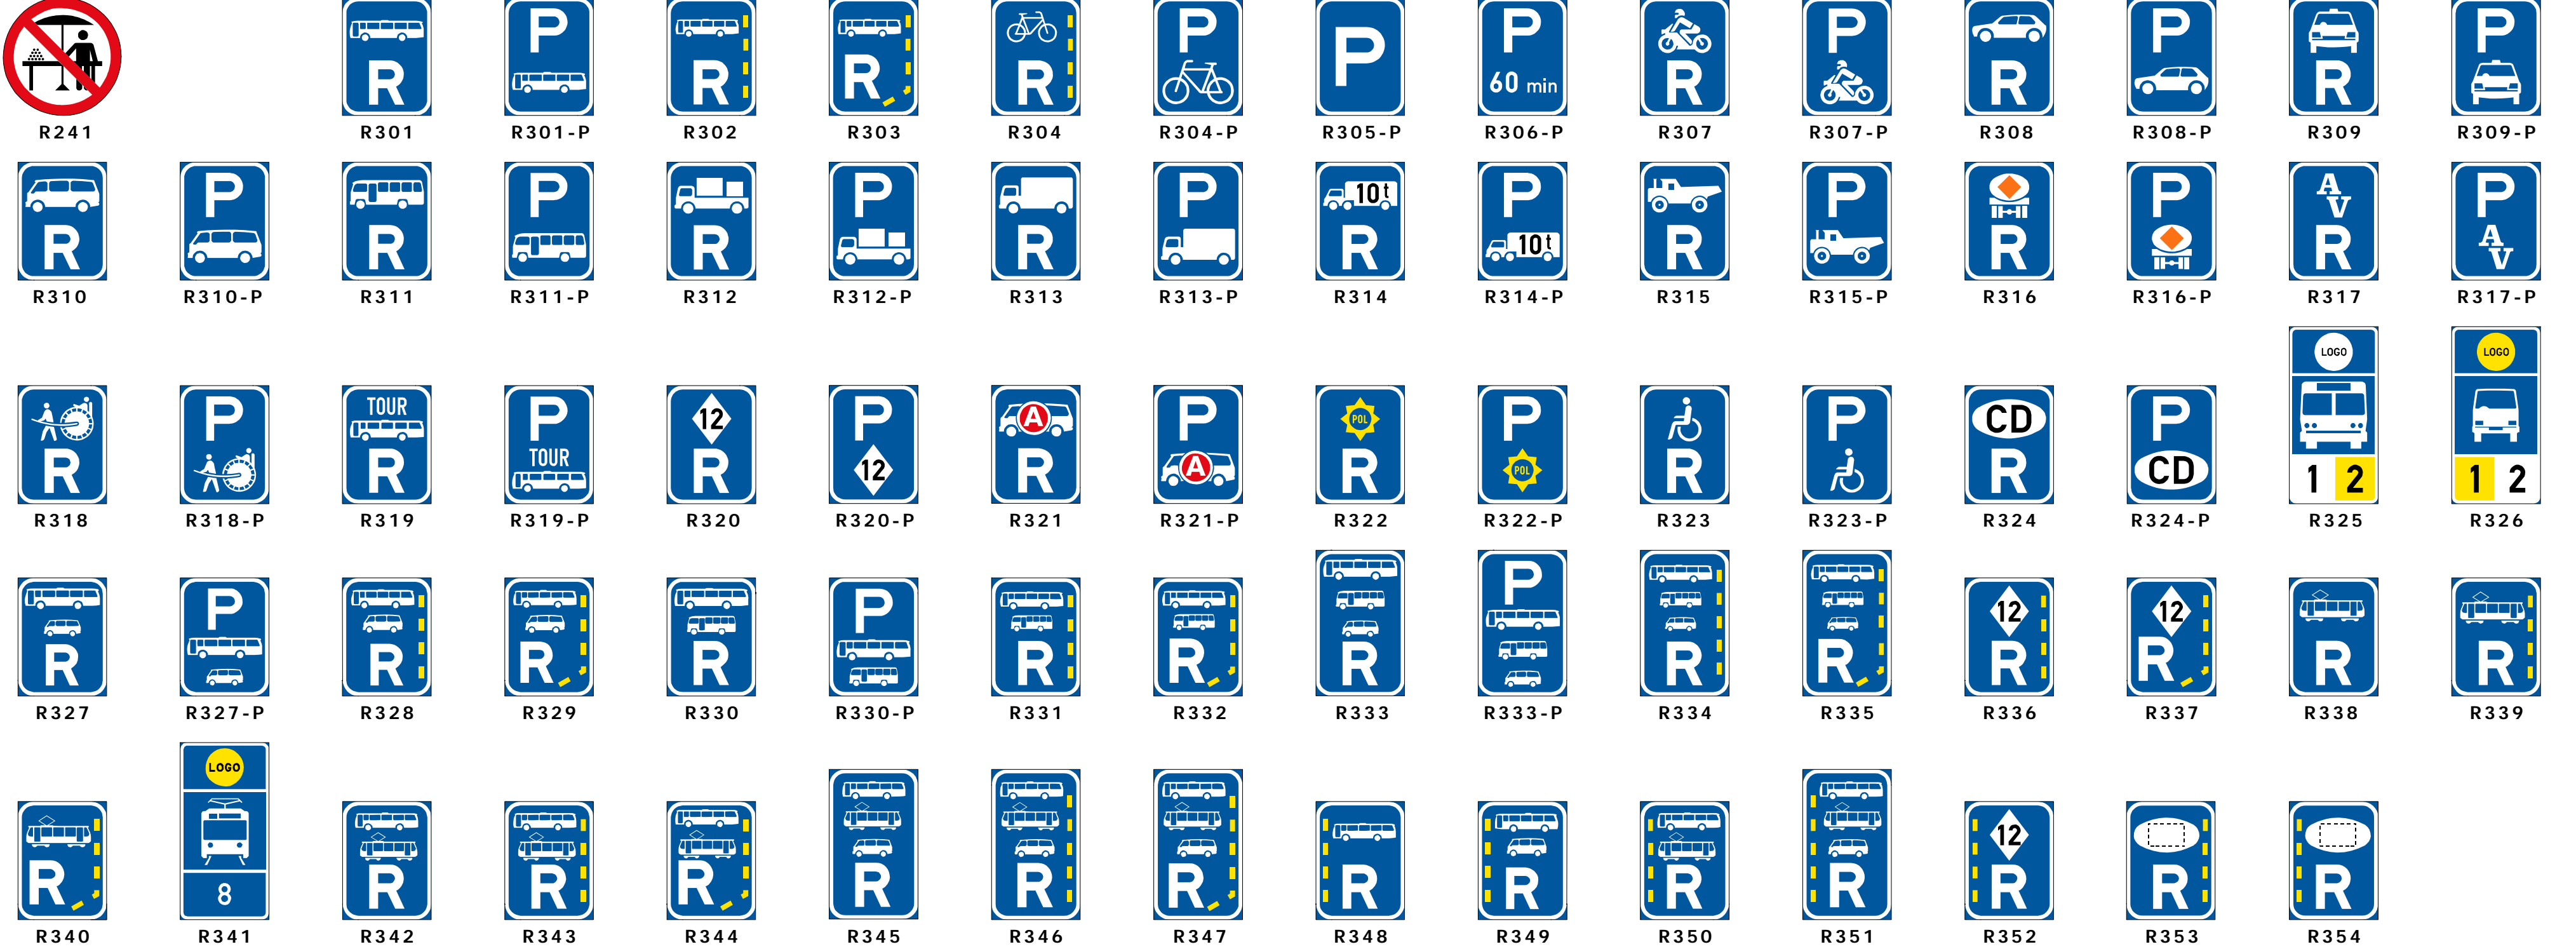 R P R R R P P P R P R P R P
60 min
R241 R301 R301-P R302 R303 R304 R304-P R305-P R306-P R307 R307-P R308 R308-P R309 R309-P
R P R P R P R P 10t R P 10t R P R P A V R P A V
R310 R310-P R311 R311-P R312 R312-P R313 R313-P R314 R314-P R315 R315-P R316 R316-P R317 R317-P
LOGO LOGO
R P TOUR R P TOUR 12 R P 12 A R P A POL R P POL R P CD R P CD 1 2 1 2
R318 R318-P R319 R319-P R320 R320-P R321 R321-P R322 R322-P R323 R323-P R324 R324-P R325 R326
R P R R R P R R R P R R 12 R 12 R R R
R327 R327-P R328 R329 R330 R330-P R331 R332 R333 R333-P R334 R335 R336 R337 R338 R339
LOGO
R 8 R R R R R R R R R R 12 R R R
R340 R341 R342 R343 R344 R345 R346 R347 R348 R349 R350 R351 R352 R353 R354